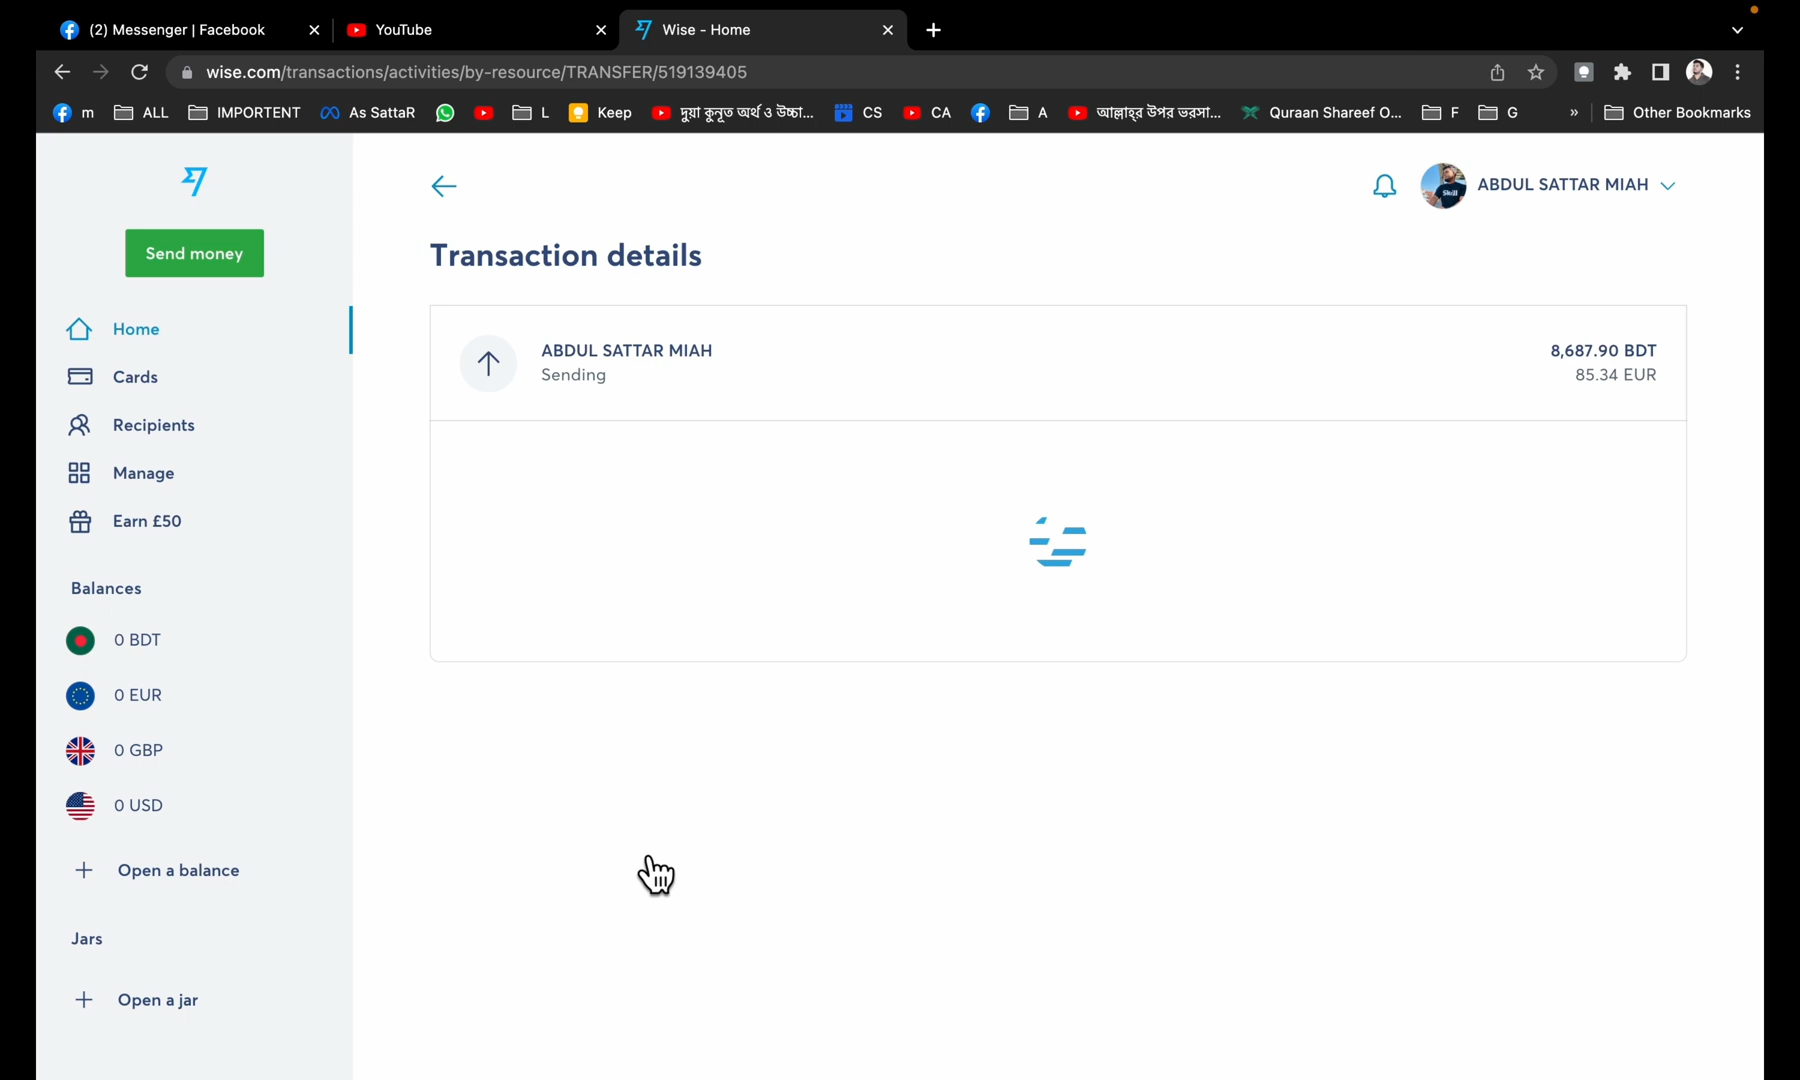 (2) Messenger | Facebook
YouTube
Wise - Home
wise.com/transactions/activities/by-resource/TRANSFER/519139405
m ALL IMPORTENT As SattaR L Keep দুয়া কুনূত অর্থ ও উচ্চা... CS CA A আল্লাহ্‌র উপর ভরসা... Quraan Shareef O... F G » Other Bookmarks
ABDUL SATTAR MIAH
Skill
Send money
Transaction details
Home
Cards
Recipients
Manage
Earn £50
Balances
0 BDT
0 EUR
0 GBP
0 USD
Open a balance
Jars
Open a jar
ABDUL SATTAR MIAH 8,687.90 BDT
Sending 85.34 EUR